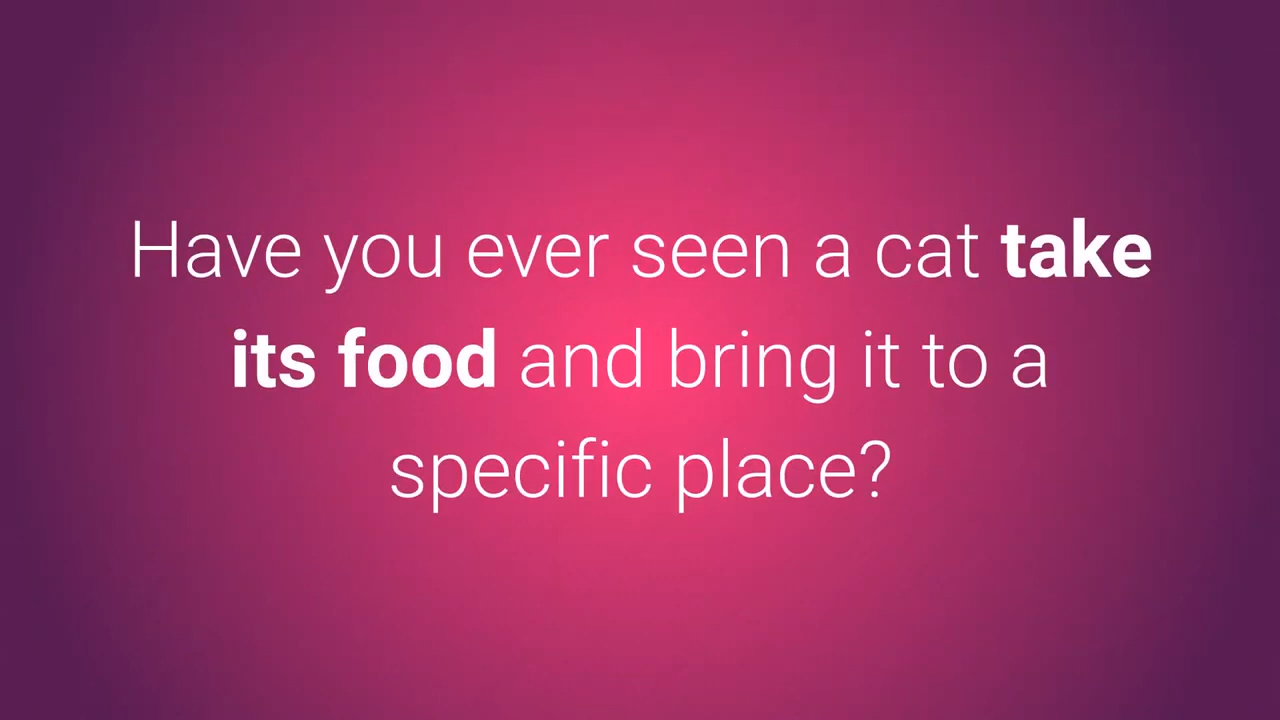 Have you ever seen a cat take
its food and bring it to a
specific place?